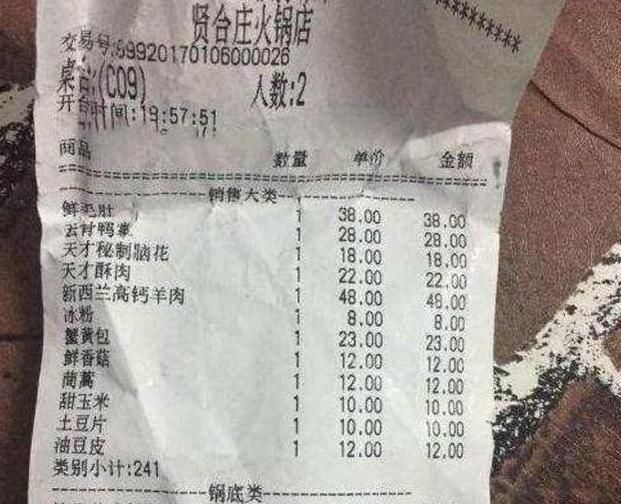 贤合庄火锅店
**********
交易号:69920170106000026
桌台:(C09) 人数:2
开台时间:19:57:51
商品 数量 单价 金额
销售大类
鲜毛肚 1 38.00 38.00
1 28.00 28.00
天才秘制脑花 1 18.00 18.00
天才酥肉 1 22.00 22.00
新西兰高钙羊肉 1 48.00 48.00
冰粉 1 8.00 8.00
蟹黄包 1 23.00 23.00
鲜香菇 1 12.00 12.00
茼蒿 1 12.00 12.00
甜玉米 1 10.00 10.00
土豆片 1 10.00 10.00
油豆皮 1 12.00 12.00
类别小计:241
锅底类